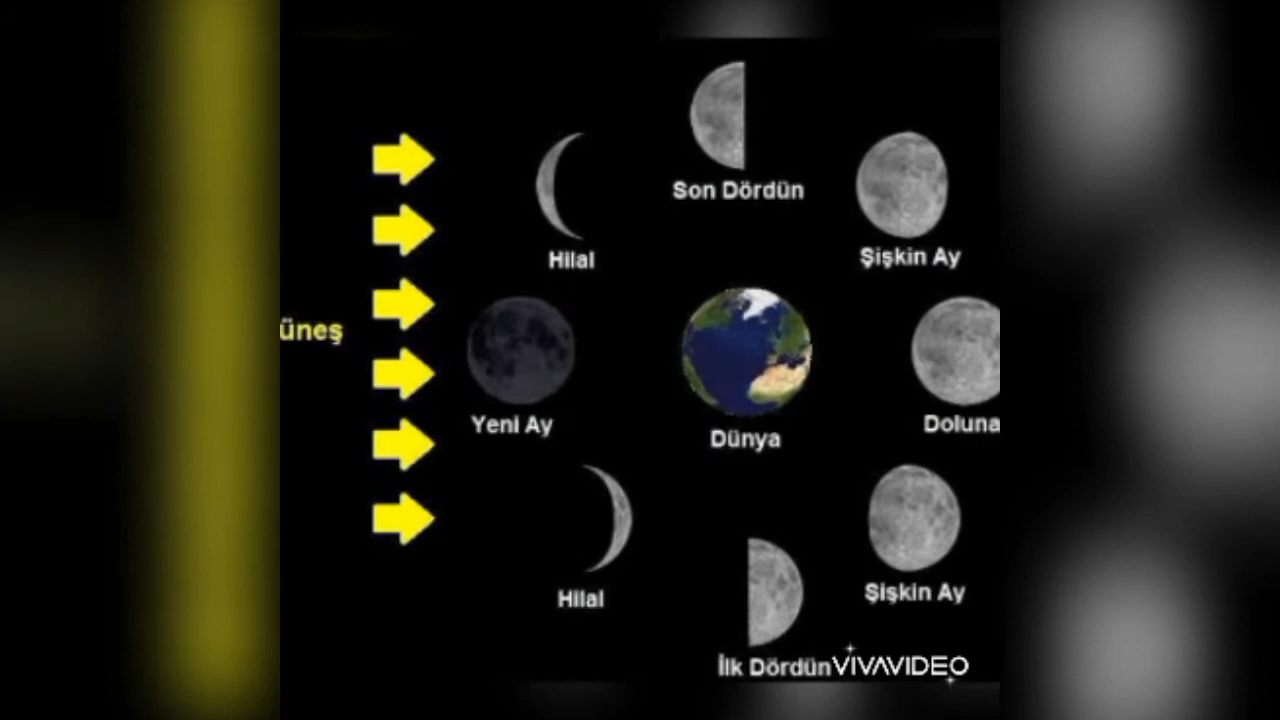 Son Dördün
Hilal
Şişkin Ay
üneş
Yeni Ay
Dünya
Doluna
Hilal
Şişkin Ay
İlk Dördün
VIVAVIDEO